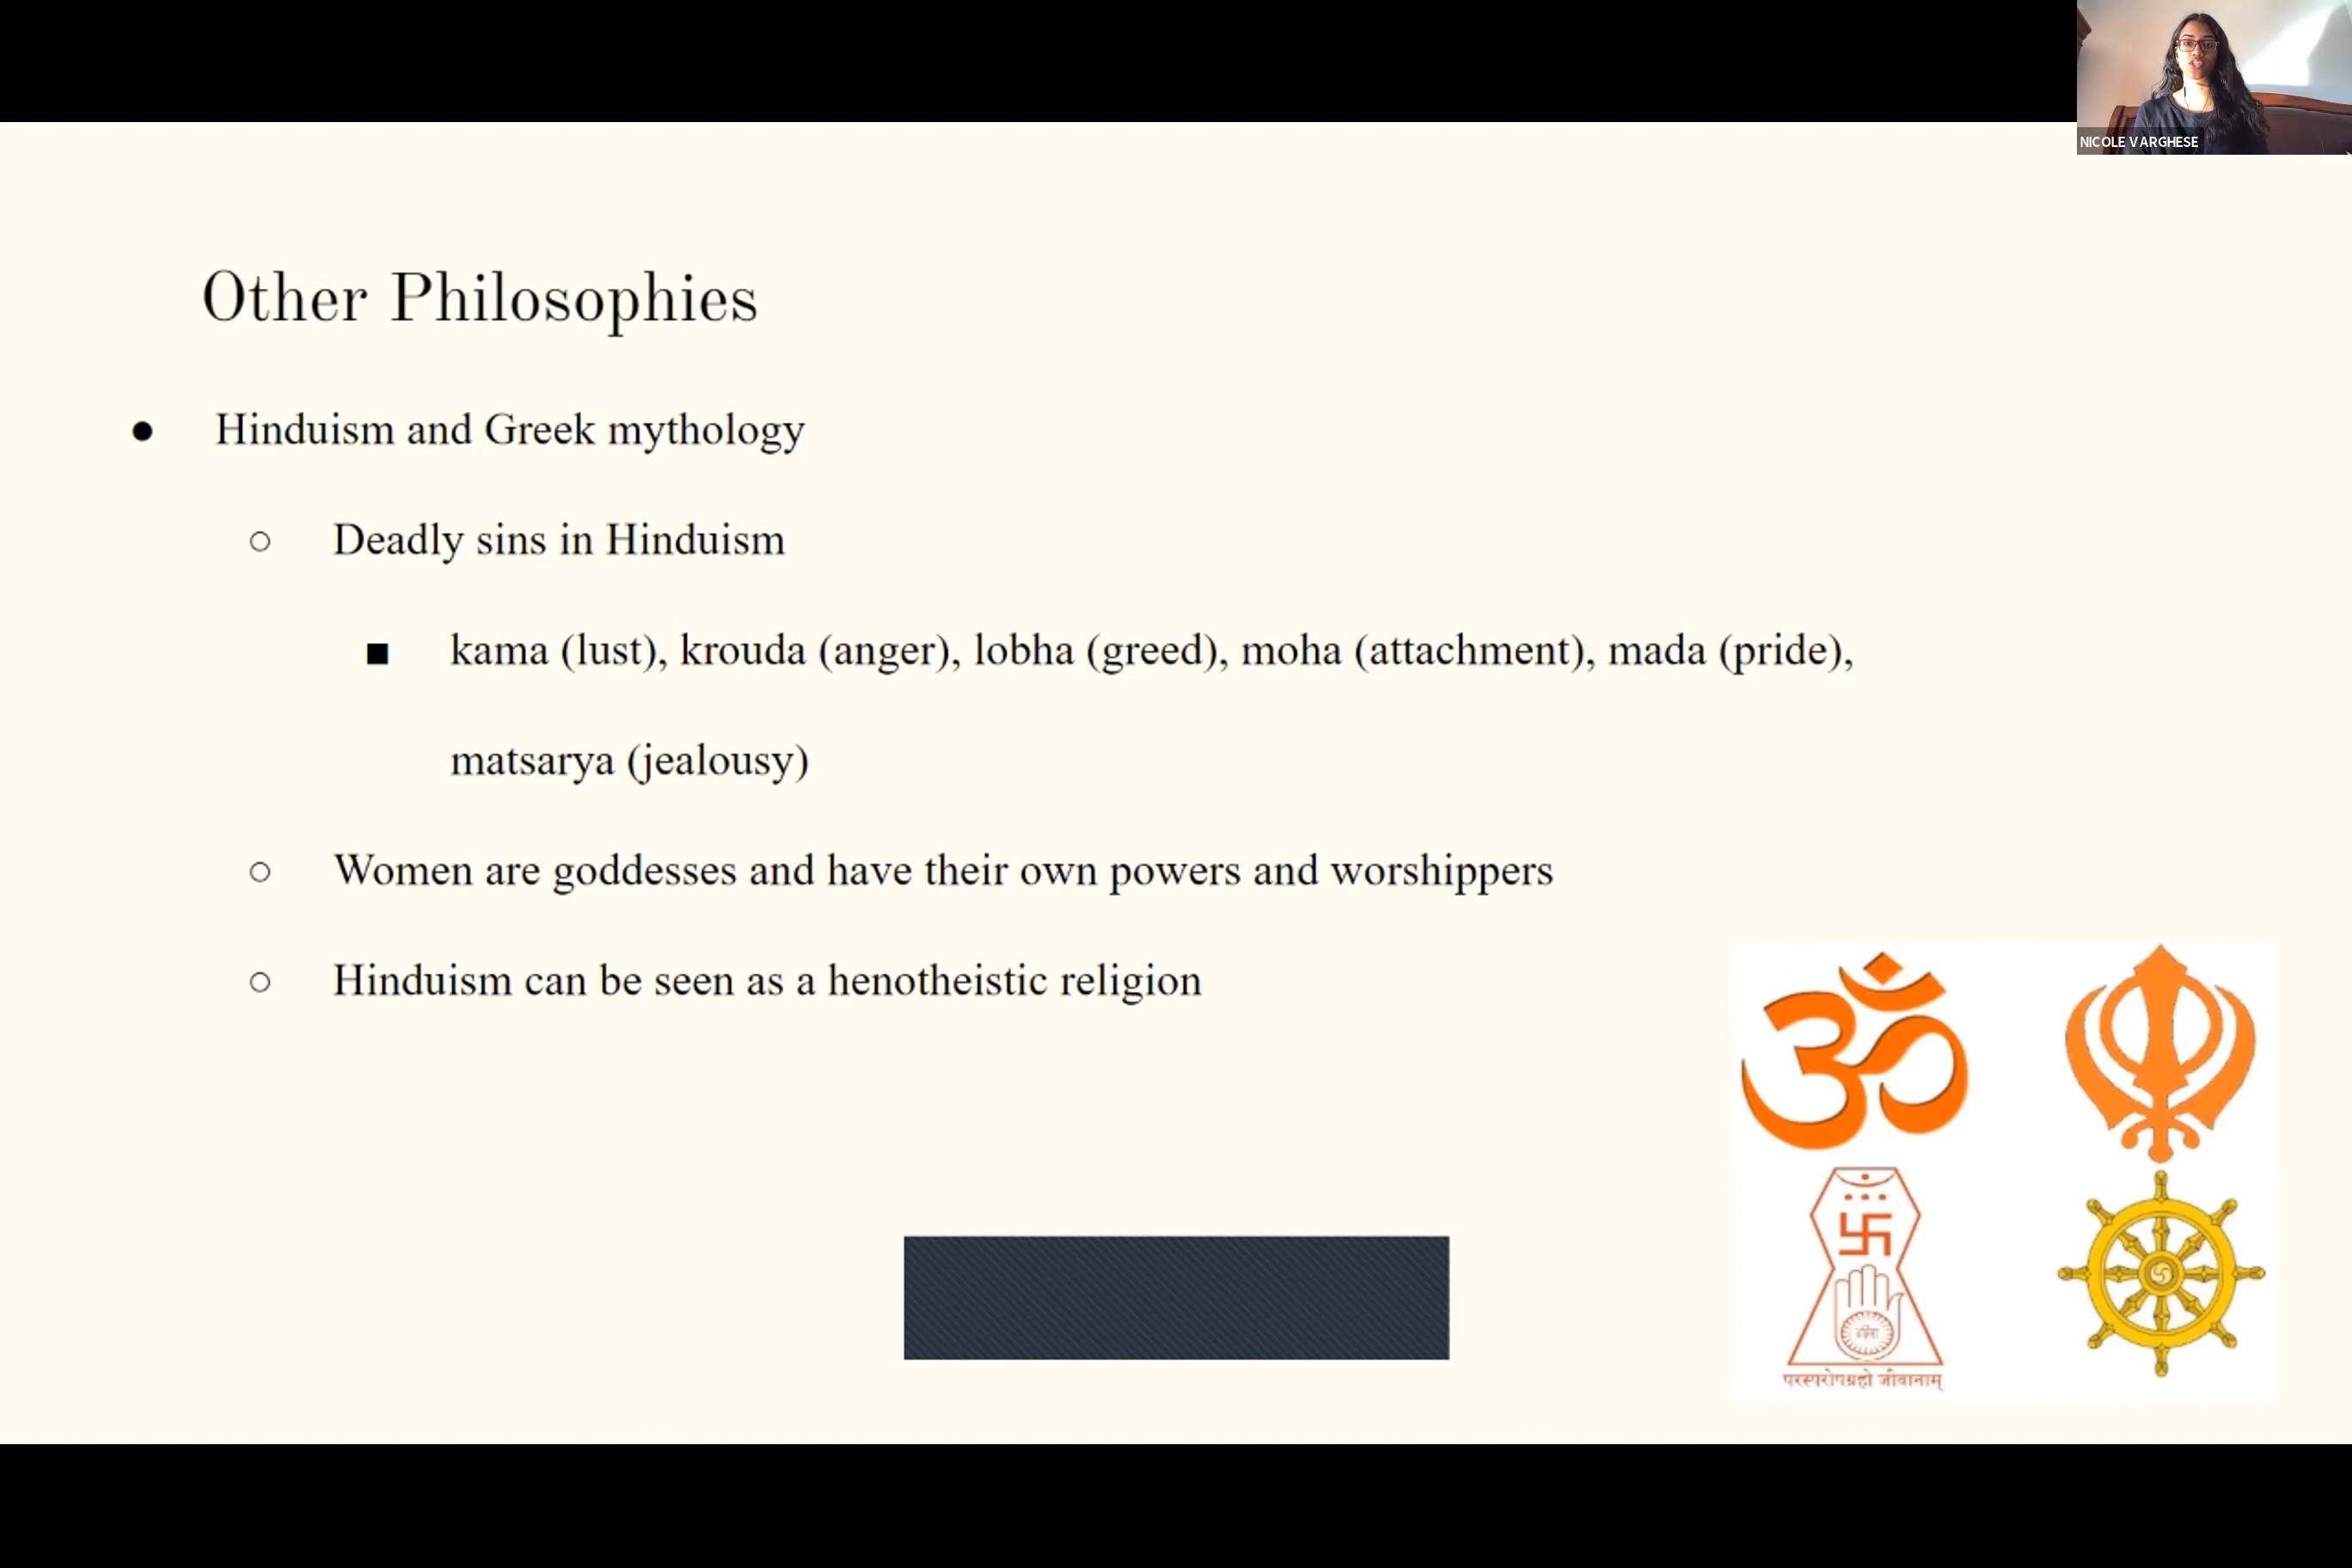 NICOLE VARGHESE
Other Philosophies
● Hinduism and Greek mythology
○ Deadly sins in Hinduism
■ kama (lust), krouda (anger), lobha (greed), moha (attachment), mada (pride),
matsarya (jealousy)
○ Women are goddesses and have their own powers and worshippers
○ Hinduism can be seen as a henotheistic religion
ॐ
परस्परोपग्रहो जीवानाम्